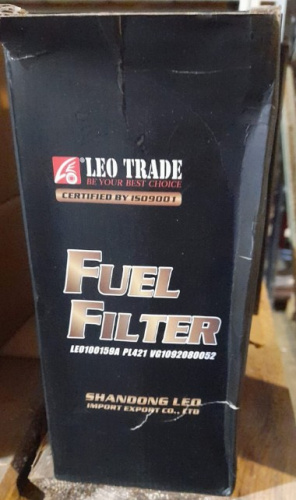 LEO TRADE
BE YOUR BEST CHOICE
CERTIFIED BY ISO9001
FUEL
FILTER
LEO100150A PL421 VG1092080052
SHANDONG LEO
IMPORT EXPORT CO., LTD